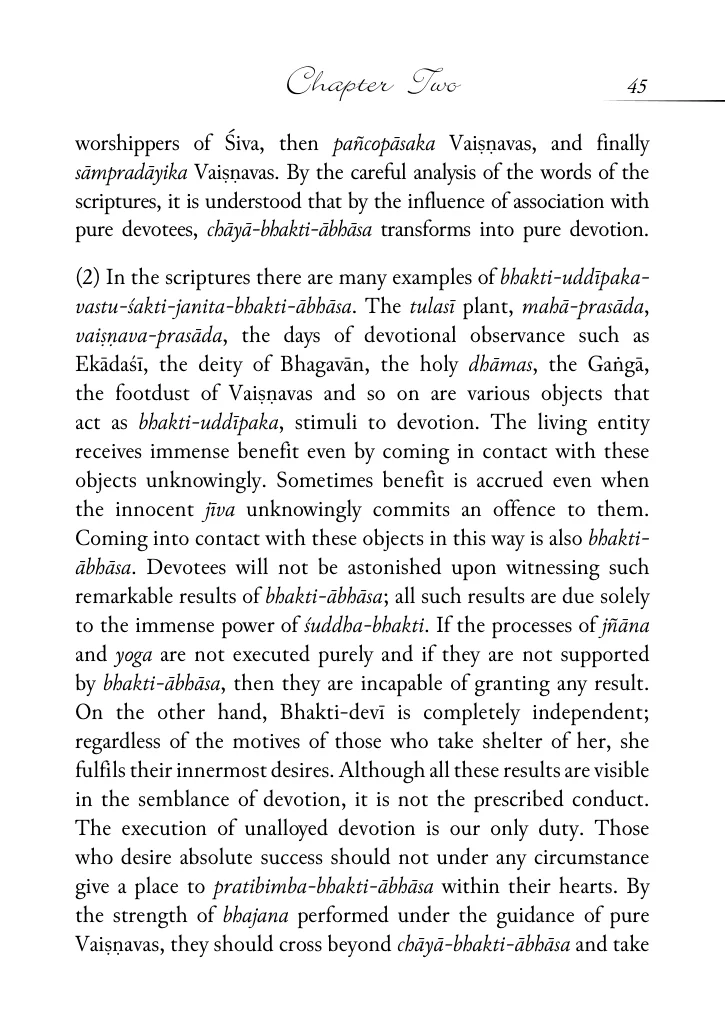 Chapter Two 45
worshippers of Śiva, then pañcopāsaka Vaiṣṇavas, and finally
sāmpradāyika Vaiṣṇavas. By the careful analysis of the words of the
scriptures, it is understood that by the influence of association with
pure devotees, chāyā-bhakti-ābhāsa transforms into pure devotion.
(2) In the scriptures there are many examples of bhakti-uddīpaka-
vastu-śakti-janita-bhakti-ābhāsa. The tulasī plant, mahā-prasāda,
vaiṣṇava-prasāda, the days of devotional observance such as
Ekādaśī, the deity of Bhagavān, the holy dhāmas, the Gaṅgā,
the footdust of Vaiṣṇavas and so on are various objects that
act as bhakti-uddīpaka, stimuli to devotion. The living entity
receives immense benefit even by coming in contact with these
objects unknowingly. Sometimes benefit is accrued even when
the innocent jīva unknowingly commits an offence to them.
Coming into contact with these objects in this way is also bhakti-
ābhāsa. Devotees will not be astonished upon witnessing such
remarkable results of bhakti-ābhāsa; all such results are due solely
to the immense power of śuddha-bhakti. If the processes of jñāna
and yoga are not executed purely and if they are not supported
by bhakti-ābhāsa, then they are incapable of granting any result.
On the other hand, Bhakti-devī is completely independent;
regardless of the motives of those who take shelter of her, she
fulfils their innermost desires. Although all these results are visible
in the semblance of devotion, it is not the prescribed conduct.
The execution of unalloyed devotion is our only duty. Those
who desire absolute success should not under any circumstance
give a place to pratibimba-bhakti-ābhāsa within their hearts. By
the strength of bhajana performed under the guidance of pure
Vaiṣṇavas, they should cross beyond chāyā-bhakti-ābhāsa and take